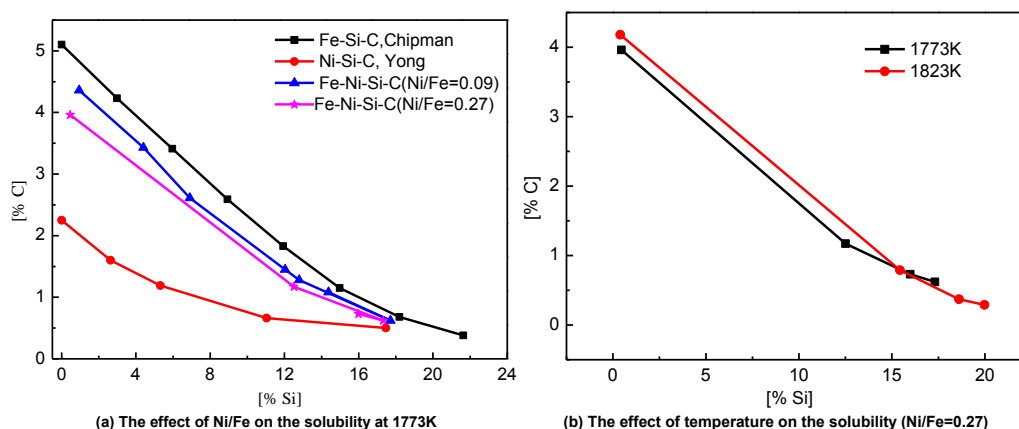 Fe-Si-C,Chipman
Ni-Si-C, Yong
Fe-Ni-Si-C(Ni/Fe=0.09)
Fe-Ni-Si-C(Ni/Fe=0.27)
[% C]
5
4
3
2
1
0
0 4 8 12 16 20 24
[% Si]
(a) The effect of Ni/Fe on the solubility at 1773K
1773K
1823K
[% C]
4
3
2
1
0
0 5 10 15 20
[% Si]
(b) The effect of temperature on the solubility (Ni/Fe=0.27)